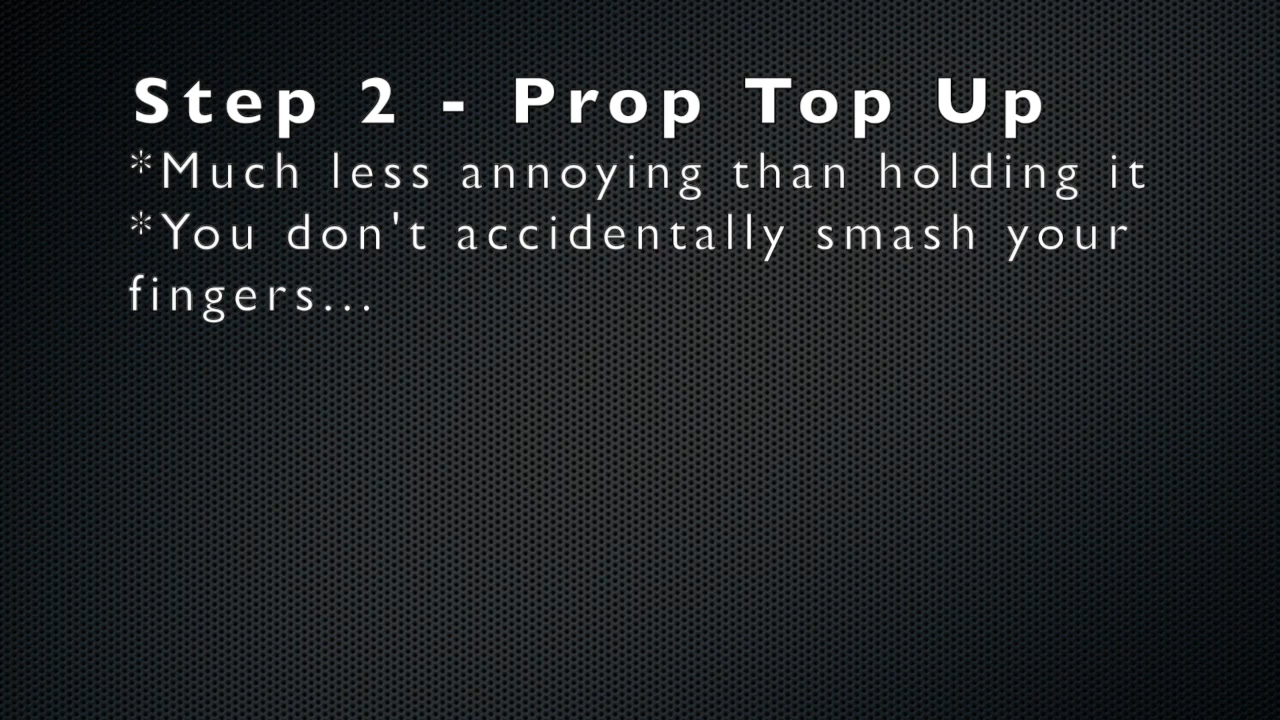 Step 2 - Prop Top Up
*Much less annoying than holding it
*You don't accidentally smash your
fingers...